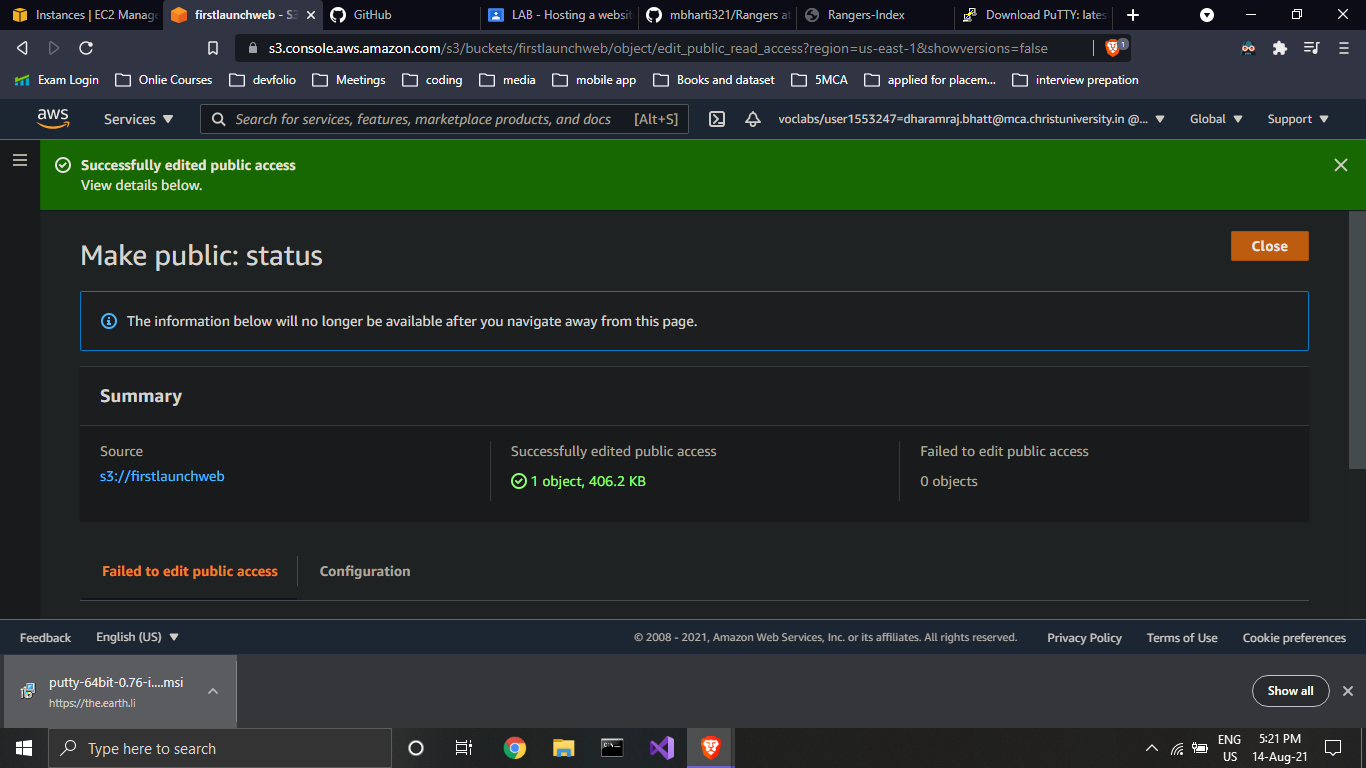 Instances | EC2 Manage
firstlaunchweb - S3
GitHub
LAB - Hosting a websit
mbharti321/Rangers at
Rangers-Index
Download PuTTY: lates
s3.console.aws.amazon.com/s3/buckets/firstlaunchweb/object/edit_public_read_access?region=us-east-1&showversions=false
1
Exam Login
Onlie Courses
devfolio
Meetings
coding
media
mobile app
Books and dataset
5MCA
applied for placem...
interview prepation
aws
Services
Search for services, features, marketplace products, and docs
[Alt+S]
voclabs/user1553247=dharamraj.bhatt@mca.christuniversity.in @...
Global
Support
Successfully edited public access
View details below.
Make public: status
Close
The information below will no longer be available after you navigate away from this page.
Summary
Source
s3://firstlaunchweb
Successfully edited public access
1 object, 406.2 KB
Failed to edit public access
0 objects
Failed to edit public access
Configuration
Feedback
English (US)
© 2008 - 2021, Amazon Web Services, Inc. or its affiliates. All rights reserved.
Privacy Policy
Terms of Use
Cookie preferences
putty-64bit-0.76-i....msi
https://the.earth.li
Show all
Type here to search
ENG
US
5:21 PM
14-Aug-21